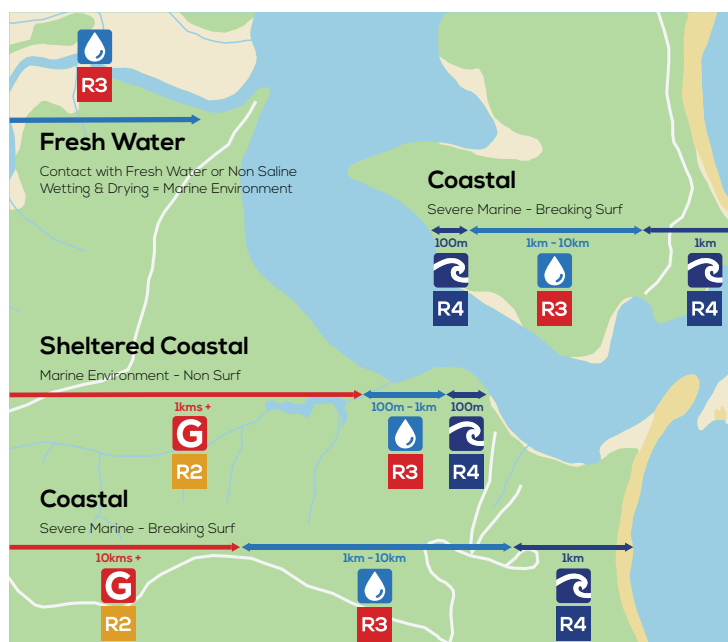 R3
Fresh Water
Contact with Fresh Water or Non Saline
Wetting & Drying = Marine Environment
Coastal
Severe Marine - Breaking Surf
100m
1km - 10km
1km
R4
R3
R4
Sheltered Coastal
Marine Environment - Non Surf
1kms +
100m - 1km
100m
G
R2
R3
R4
Coastal
Severe Marine - Breaking Surf
10kms +
1km - 10km
1km
G
R2
R3
R4